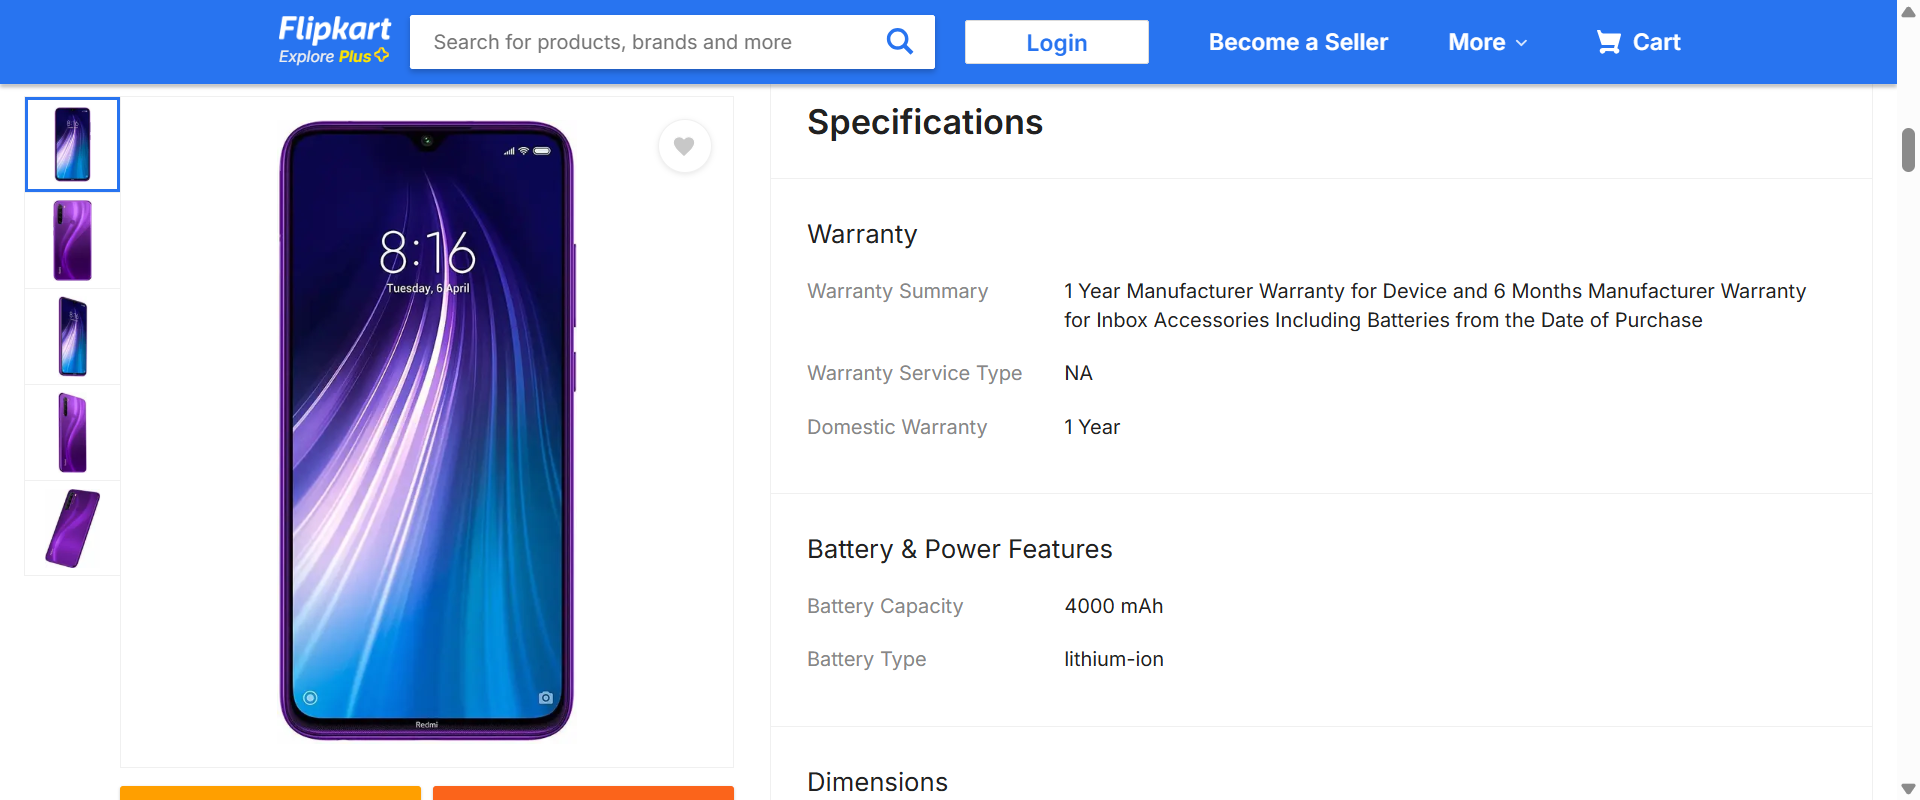 Flipkart
Explore Plus
Search for products, brands and more
Login
Become a Seller
More
Cart
8:16
Tuesday, 6 April
Redmi
Specifications
Warranty
Warranty Summary
1 Year Manufacturer Warranty for Device and 6 Months Manufacturer Warranty
for Inbox Accessories Including Batteries from the Date of Purchase
Warranty Service Type
NA
Domestic Warranty
1 Year
Battery & Power Features
Battery Capacity
4000 mAh
Battery Type
lithium-ion
Dimensions